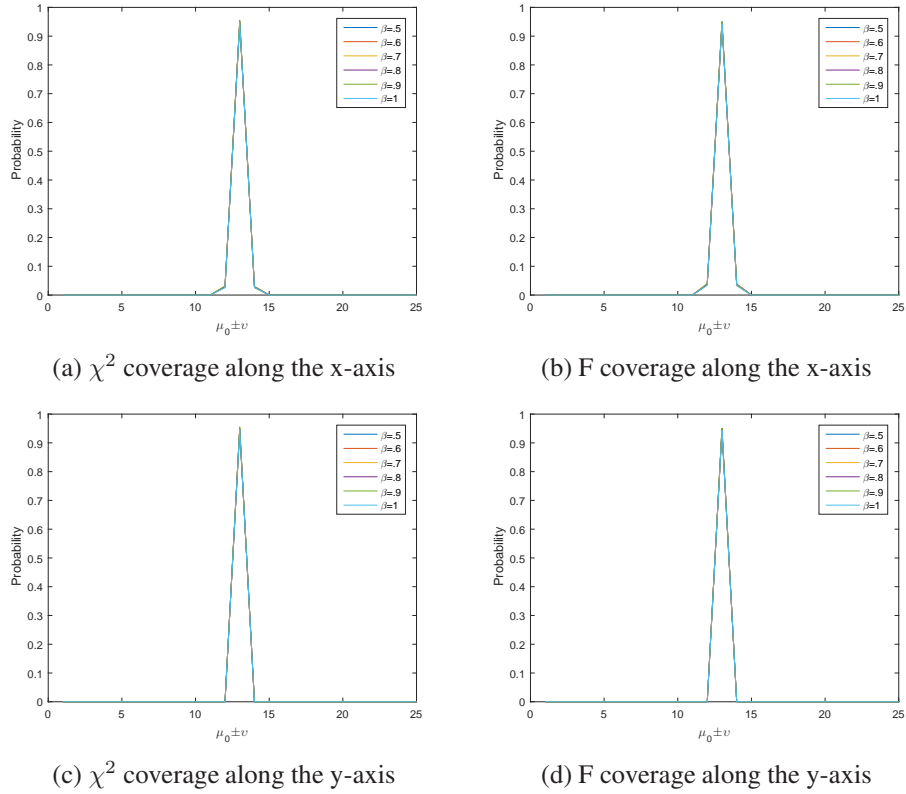 1
0.9
0.8
0.7
0.6
0.5
0.4
0.3
0.2
0.1
0
Probability
0 5 10 15 20 25
μ0±υ
β=.5
β=.6
β=.7
β=.8
β=.9
β=1
(a) χ² coverage along the x-axis
1
0.9
0.8
0.7
0.6
0.5
0.4
0.3
0.2
0.1
0
Probability
0 5 10 15 20 25
μ0±υ
β=.5
β=.6
β=.7
β=.8
β=.9
β=1
(b) F coverage along the x-axis
1
0.9
0.8
0.7
0.6
0.5
0.4
0.3
0.2
0.1
0
Probability
0 5 10 15 20 25
μ0±υ
β=.5
β=.6
β=.7
β=.8
β=.9
β=1
(c) χ² coverage along the y-axis
1
0.9
0.8
0.7
0.6
0.5
0.4
0.3
0.2
0.1
0
Probability
0 5 10 15 20 25
μ0±υ
β=.5
β=.6
β=.7
β=.8
β=.9
β=1
(d) F coverage along the y-axis